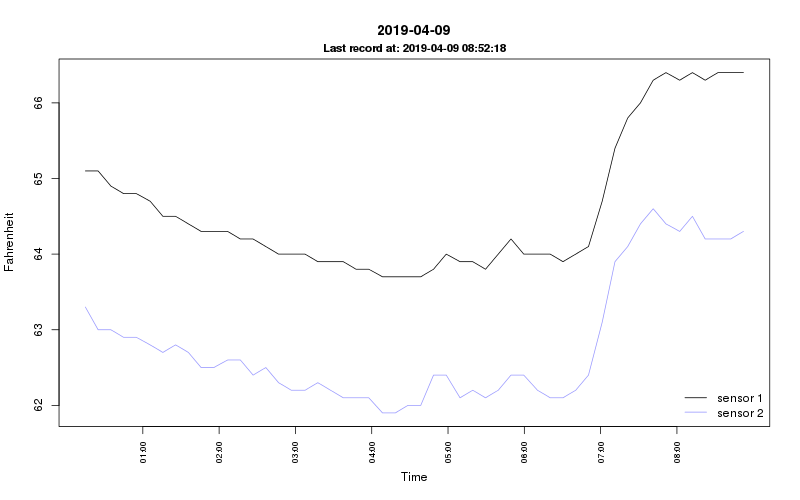 2019-04-09
Last record at: 2019-04-09 08:52:18
Fahrenheit
66
65
64
63
62
sensor 1
sensor 2
01:00 02:00 03:00 04:00 05:00 06:00 07:00 08:00
Time